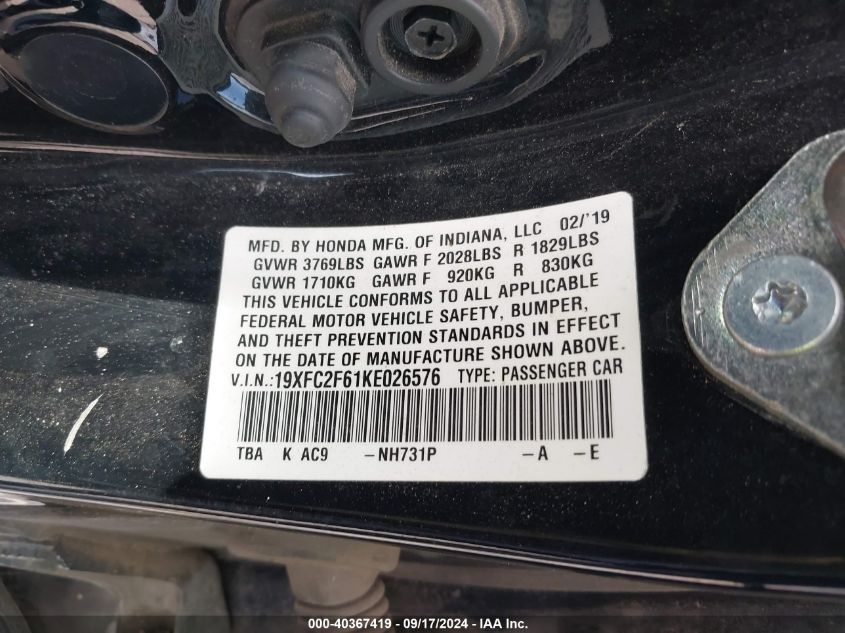 MFD. BY HONDA MFG. OF INDIANA, LLC 02/'19
GVWR 3769LBS GAWR F 2028LBS R 1829LBS
GVWR 1710KG GAWR F 920KG R 830KG
THIS VEHICLE CONFORMS TO ALL APPLICABLE
FEDERAL MOTOR VEHICLE SAFETY, BUMPER,
AND THEFT PREVENTION STANDARDS IN EFFECT
ON THE DATE OF MANUFACTURE SHOWN ABOVE.
V.I.N.:19XFC2F61KE026576 TYPE: PASSENGER CAR
TBA K AC9 -NH731P -A -E
000-40367419 - 09/17/2024 - IAA Inc.